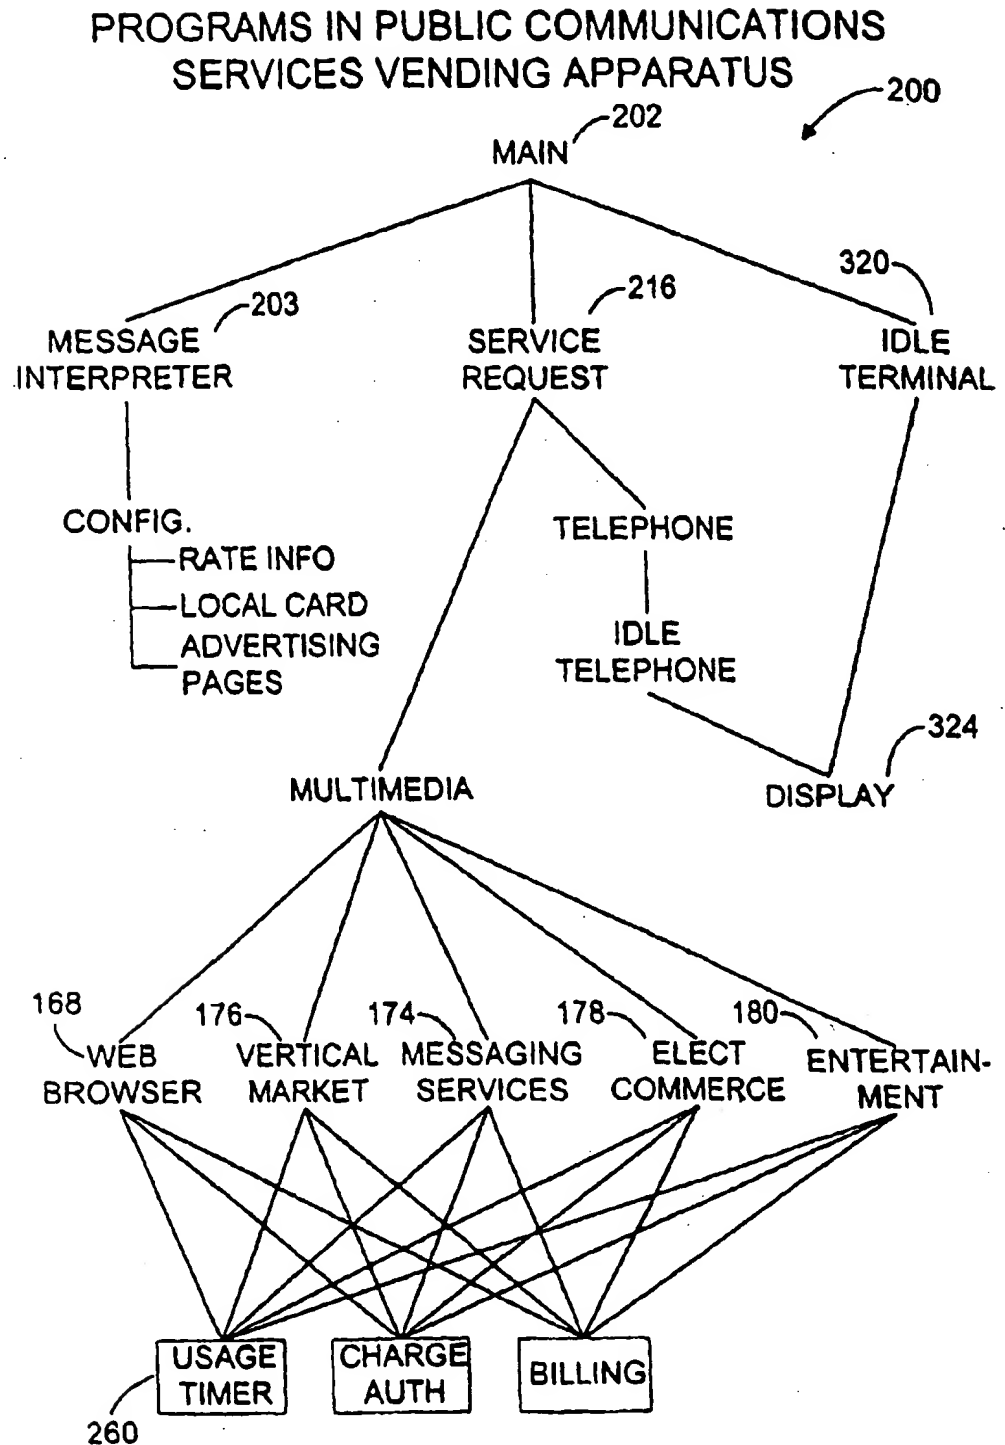 PROGRAMS IN PUBLIC COMMUNICATIONS
SERVICES VENDING APPARATUS
200
202
MAIN
320
203
216
MESSAGE
INTERPRETER
SERVICE
REQUEST
IDLE
TERMINAL
CONFIG.
RATE INFO
LOCAL CARD
ADVERTISING
PAGES
TELEPHONE
IDLE
TELEPHONE
324
MULTIMEDIA
DISPLAY
168
176
174
178
180
WEB
BROWSER
VERTICAL
MARKET
MESSAGING
SERVICES
ELECT
COMMERCE
ENTERTAIN-
MENT
USAGE
TIMER
CHARGE
AUTH
BILLING
260